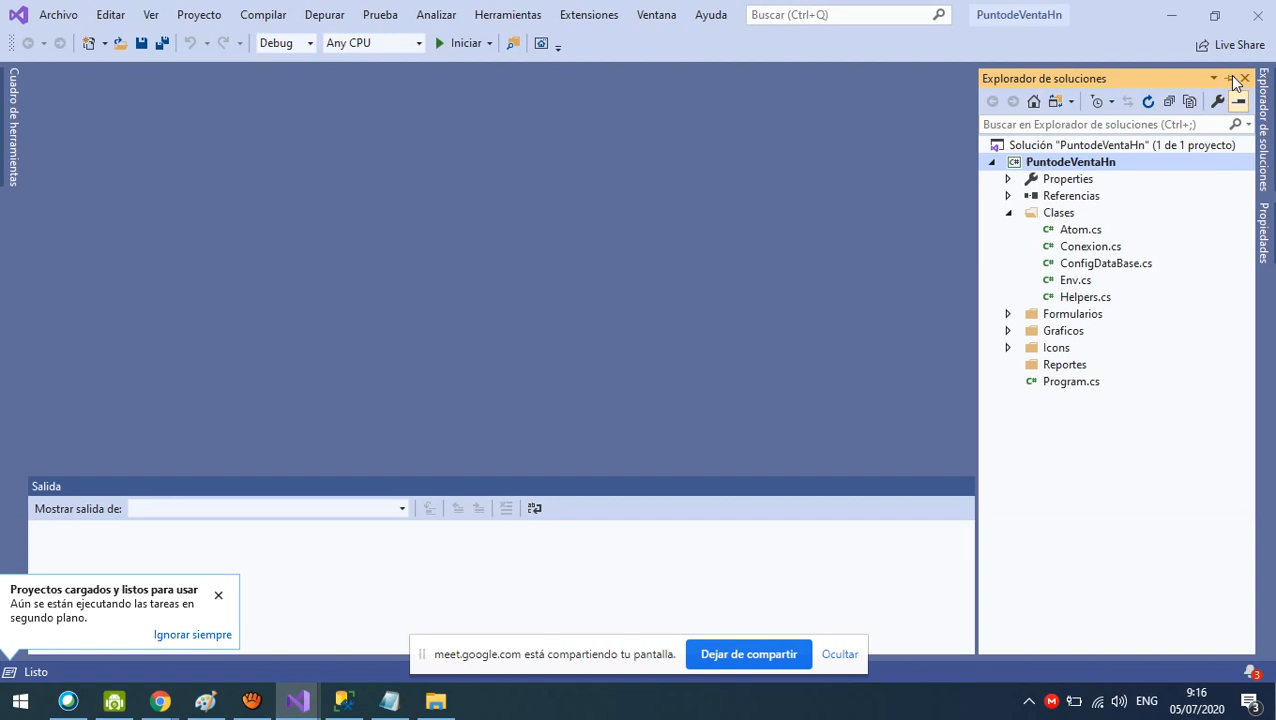 Archivo Editar Ver Proyecto Compilar Depurar Prueba Analizar Herramientas Extensiones Ventana Ayuda Buscar (Ctrl+Q) PuntodeVentaHn
Debug Any CPU Iniciar Live Share
Cuadro de herramientas
Explorador de soluciones
Explorador de soluciones
Propiedades
Buscar en Explorador de soluciones (Ctrl+;)
Solución "PuntodeVentaHn" (1 de 1 proyecto)
C# PuntodeVentaHn
Properties
Referencias
Clases
C# Atom.cs
C# Conexion.cs
C# ConfigDataBase.cs
C# Env.cs
C# Helpers.cs
Formularios
Graficos
Icons
Reportes
C# Program.cs
Salida
Mostrar salida de:
Proyectos cargados y listos para usar
Aún se están ejecutando las tareas en
segundo plano.
Ignorar siempre
meet.google.com está compartiendo tu pantalla. Dejar de compartir Ocultar
Listo 3
M ENG 9:16
05/07/2020 3